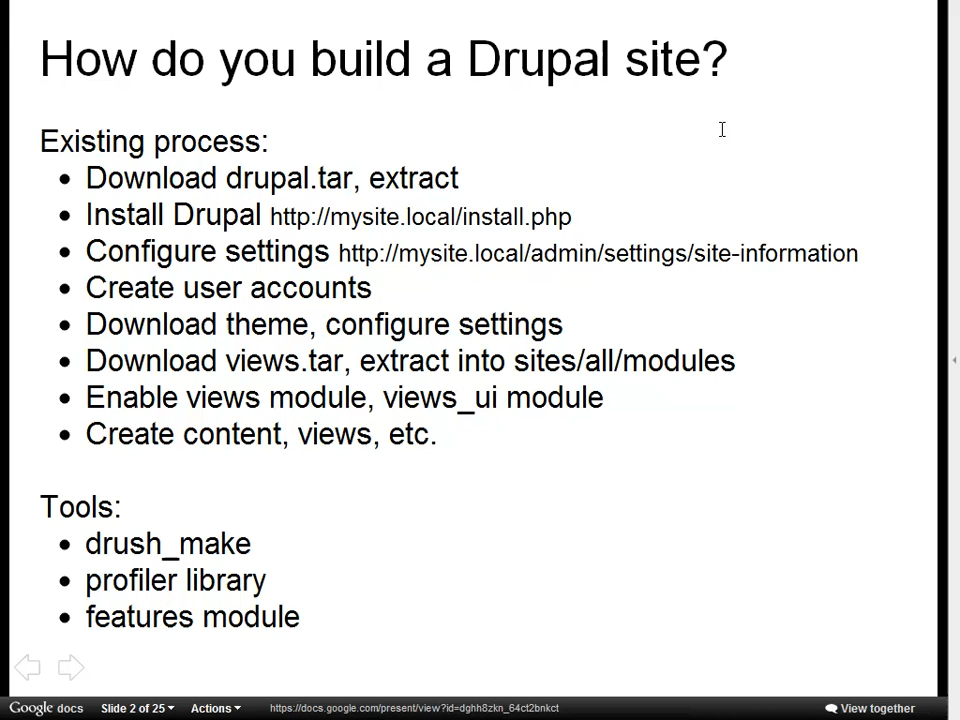 How do you build a Drupal site?
Existing process:
• Download drupal.tar, extract
• Install Drupal http://mysite.local/install.php
• Configure settings http://mysite.local/admin/settings/site-information
• Create user accounts
• Download theme, configure settings
• Download views.tar, extract into sites/all/modules
• Enable views module, views_ui module
• Create content, views, etc.
Tools:
• drush_make
• profiler library
• features module
Google docs Slide 2 of 25 Actions https://docs.google.com/present/view?id=dghh8zkn_64ct2bnkct View together